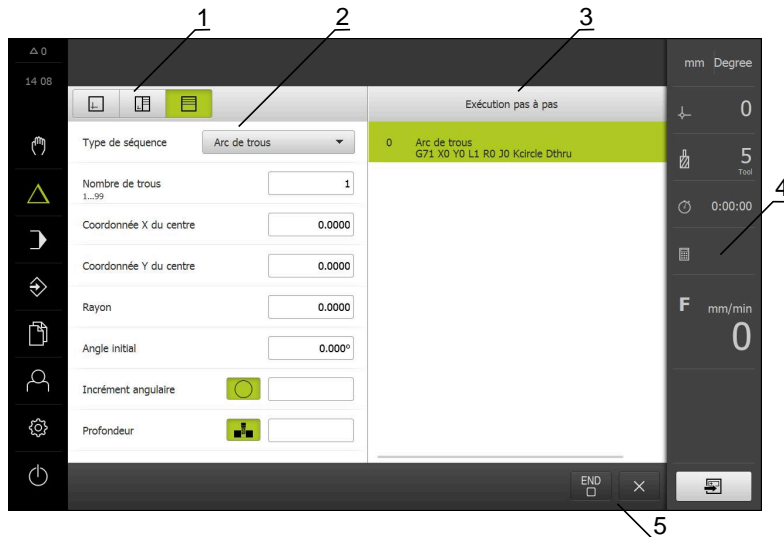 1
2
3
0
14 08
mm Degree
Exécution pas à pas
0
Type de séquence
Arc de trous
0 Arc de trous
G71 X0 Y0 L1 R0 J0 Kcircle Dthru
5
Tool
Nombre de trous
1...99
1
4
0:00:00
Coordonnée X du centre
0.0000
Coordonnée Y du centre
0.0000
Rayon
0.0000
F mm/min
0
Angle initial
0.000°
Incrément angulaire
Profondeur
END
5